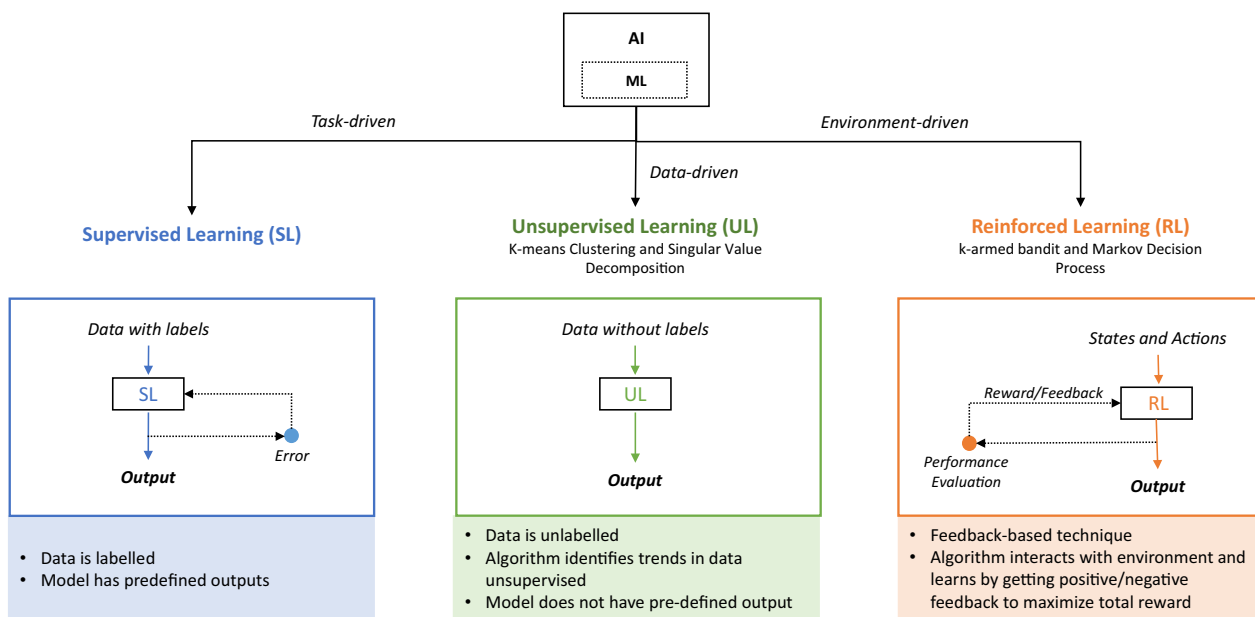 AI
ML
Task-driven
Environment-driven
Data-driven
Supervised Learning (SL)
Unsupervised Learning (UL)
K-means Clustering and Singular Value
Decomposition
Reinforced Learning (RL)
k-armed bandit and Markov Decision
Process
Data with labels
SL
Error
Output
Data without labels
UL
Output
States and Actions
Reward/Feedback
RL
Performance
Evaluation
Output
• Data is labelled
• Model has predefined outputs
• Data is unlabelled
• Algorithm identifies trends in data
unsupervised
• Model does not have pre-defined output
• Feedback-based technique
• Algorithm interacts with environment and
learns by getting positive/negative
feedback to maximize total reward